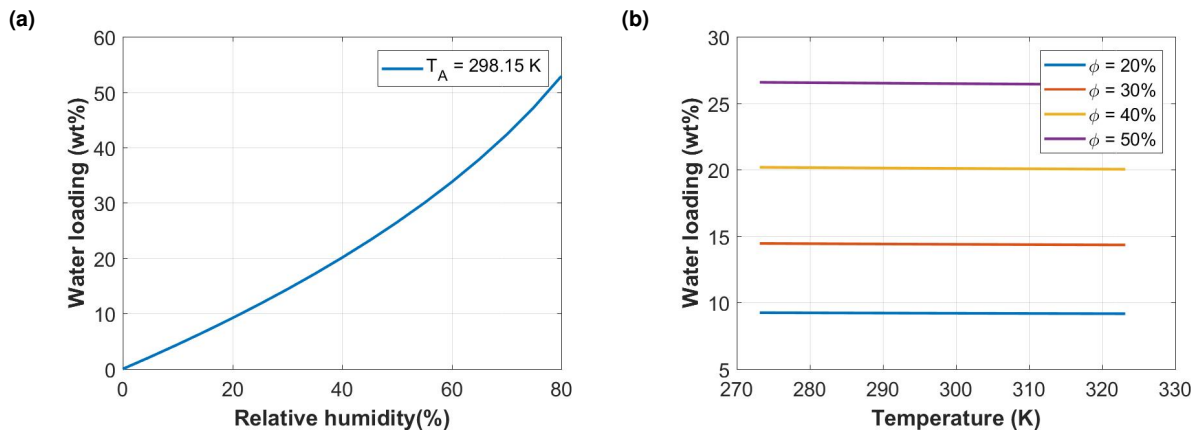 (a)
60
50
40
30
20
10
0
0 20 40 60 80
Water loading (wt%)
Relative humidity(%)
T_A = 298.15 K
(b)
30
25
20
15
10
5
270 280 290 300 310 320 330
Water loading (wt%)
Temperature (K)
ϕ = 20%
ϕ = 30%
ϕ = 40%
ϕ = 50%